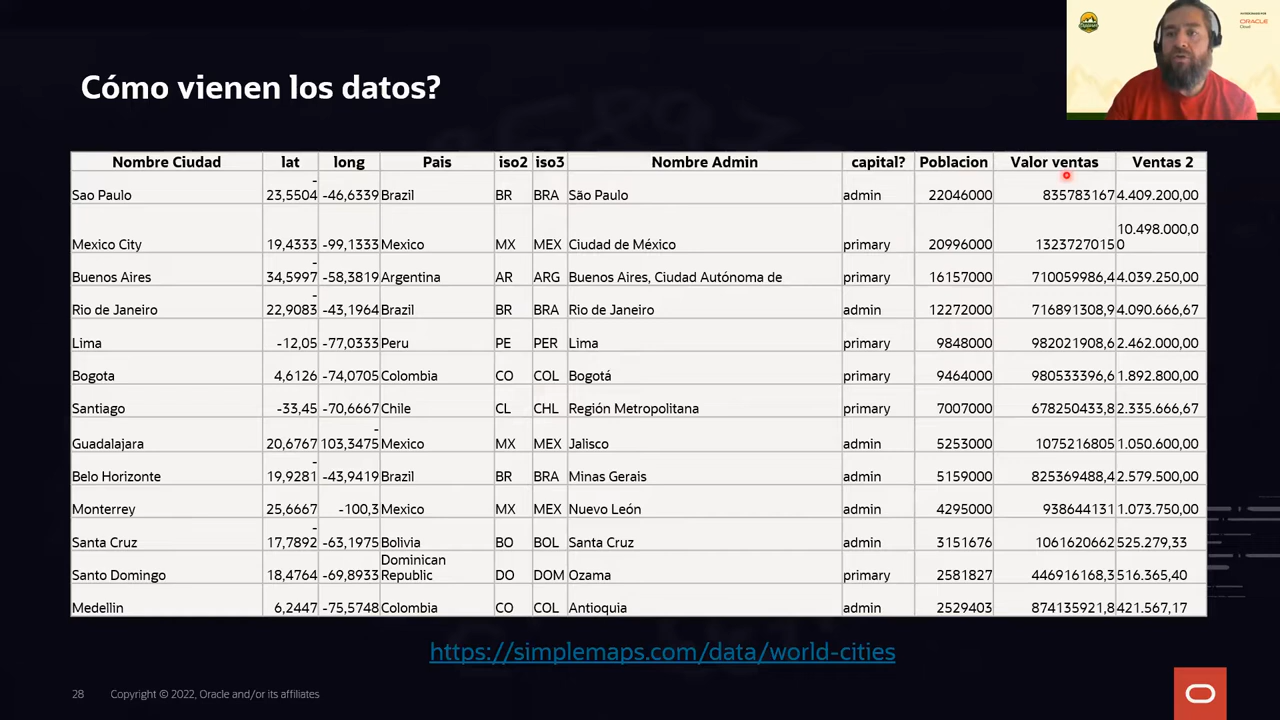 Cómo vienen los datos?
Nombre Ciudad lat long Pais iso2 iso3 Nombre Admin capital? Poblacion Valor ventas Ventas 2
Sao Paulo -23,5504 -46,6339 Brazil BR BRA São Paulo admin 22046000 835783167 4.409.200,00
Mexico City 19,4333 -99,1333 Mexico MX MEX Ciudad de México primary 20996000 1323727015 10.498.000,00
Buenos Aires -34,5997 -58,3819 Argentina AR ARG Buenos Aires, Ciudad Autónoma de primary 16157000 710059986,4 4.039.250,00
Rio de Janeiro -22,9083 -43,1964 Brazil BR BRA Rio de Janeiro admin 12272000 716891308,9 4.090.666,67
Lima -12,05 -77,0333 Peru PE PER Lima primary 9848000 982021908,6 2.462.000,00
Bogota 4,6126 -74,0705 Colombia CO COL Bogotá primary 9464000 980533396,6 1.892.800,00
Santiago -33,45 -70,6667 Chile CL CHL Región Metropolitana primary 7007000 678250433,8 2.335.666,67
Guadalajara 20,6767 -103,3475 Mexico MX MEX Jalisco admin 5253000 1075216805 1.050.600,00
Belo Horizonte -19,9281 -43,9419 Brazil BR BRA Minas Gerais admin 5159000 825369488,4 2.579.500,00
Monterrey 25,6667 -100,3 Mexico MX MEX Nuevo León admin 4295000 938644131 1.073.750,00
Santa Cruz -17,7892 -63,1975 Bolivia BO BOL Santa Cruz admin 3151676 1061620662 525.279,33
Santo Domingo 18,4764 -69,8933 Dominican Republic DO DOM Ozama primary 2581827 446916168,3 516.365,40
Medellin 6,2447 -75,5748 Colombia CO COL Antioquia admin 2529403 874135921,8 421.567,17
https://simplemaps.com/data/world-cities
28 Copyright © 2022, Oracle and/or its affiliates
ORACLE
Cloud